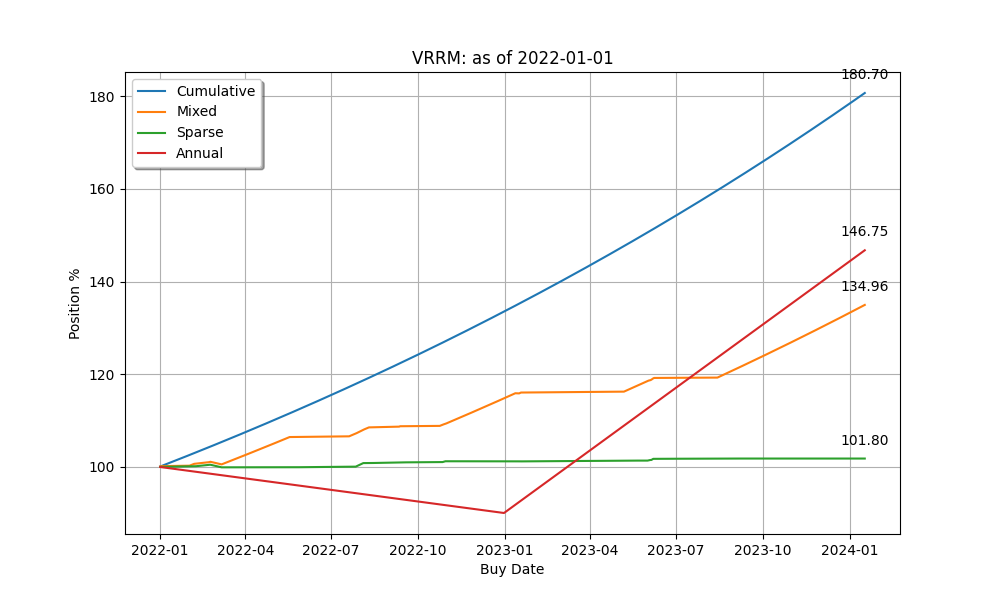 VRRM: as of 2022-01-01
180.70
Cumulative
Mixed
Sparse
Annual
146.75
134.96
101.80
180
160
140
120
100
Position %
2022-01 2022-04 2022-07 2022-10 2023-01 2023-04 2023-07 2023-10 2024-01
Buy Date